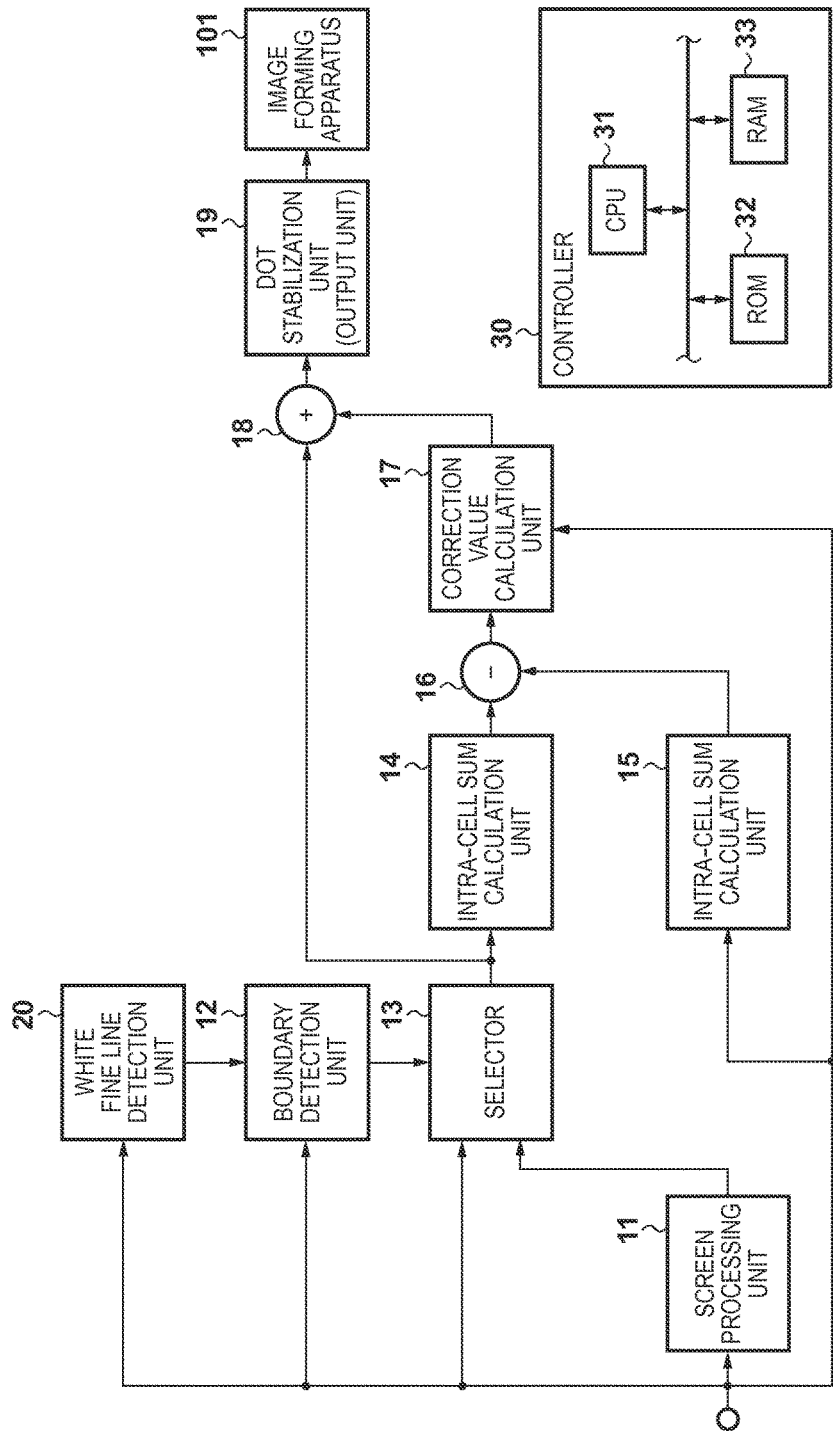 20
WHITE
FINE LINE
DETECTION
UNIT
12
BOUNDARY
DETECTION
UNIT
13
SELECTOR
11
SCREEN
PROCESSING
UNIT
14
INTRA-CELL SUM
CALCULATION
UNIT
15
INTRA-CELL SUM
CALCULATION
UNIT
16
-
17
CORRECTION
VALUE
CALCULATION
UNIT
18
+
19
DOT
STABILIZATION
UNIT
(OUTPUT UNIT)
101
IMAGE
FORMING
APPARATUS
30
CONTROLLER
31
CPU
32
ROM
33
RAM